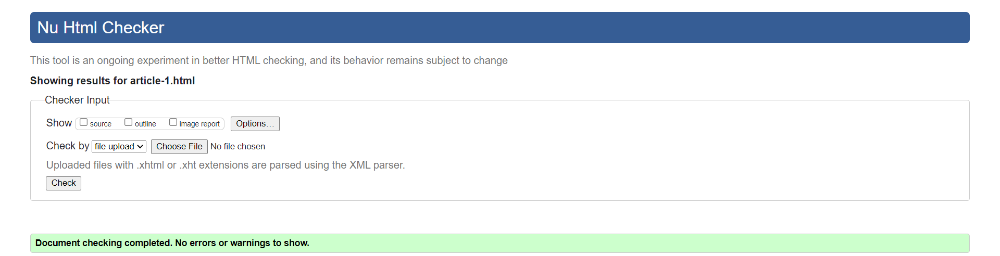 Nu Html Checker
This tool is an ongoing experiment in better HTML checking, and its behavior remains subject to change
Showing results for article-1.html
Checker Input
Show source outline image report Options...
Check by file upload Choose File No file chosen
Uploaded files with .xhtml or .xht extensions are parsed using the XML parser.
Check
Document checking completed. No errors or warnings to show.